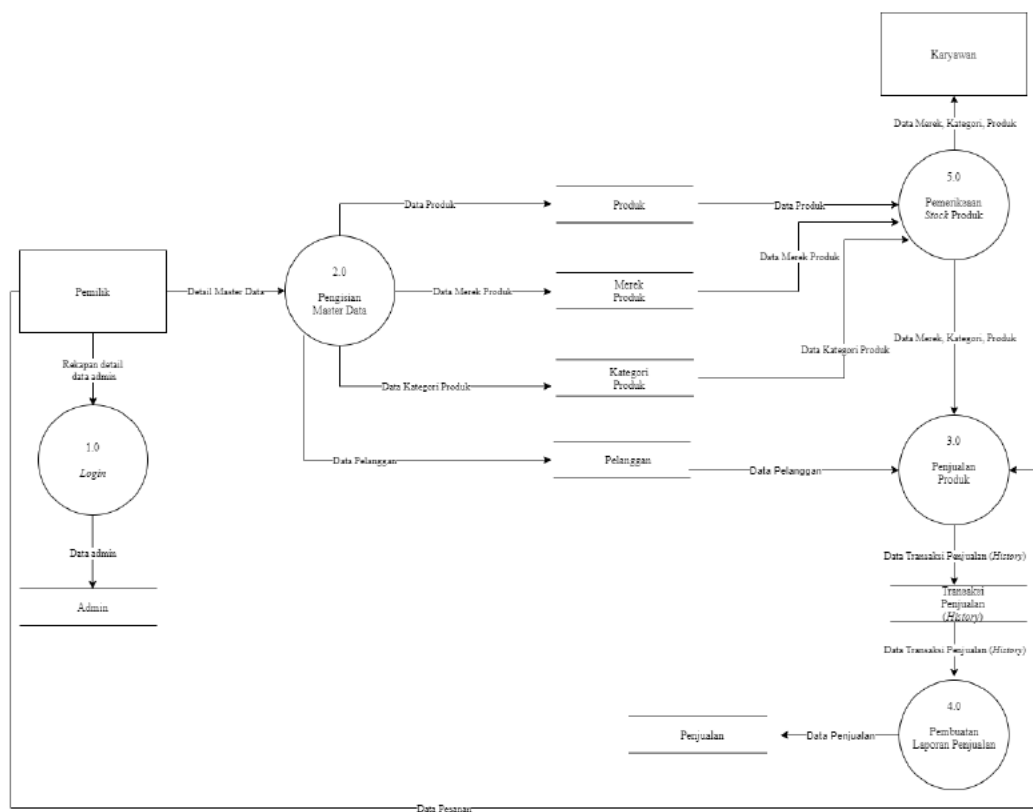 Karyawan
Data Merek, Kategori, Produk
5.0
Pemeriksaan
Stock Produk
Data Produk
Produk
Data Produk
Data Merek Produk
2.0
Pengisian
Master Data
Pemilik
Detail Master Data
Data Merek Produk
Merek
Produk
Data Merek, Kategori, Produk
Data Kategori Produk
Rekapan detail
data admin
Data Kategori Produk
Kategori
Produk
1.0
Login
3.0
Penjualan
Produk
Data Pelanggan
Pelanggan
Data Pelanggan
Data admin
Data Transaksi Penjualan (History)
Admin
Transaksi
Penjualan
(History)
Data Transaksi Penjualan (History)
4.0
Pembuatan
Laporan Penjualan
Penjualan
Data Penjualan
Data Pesanan